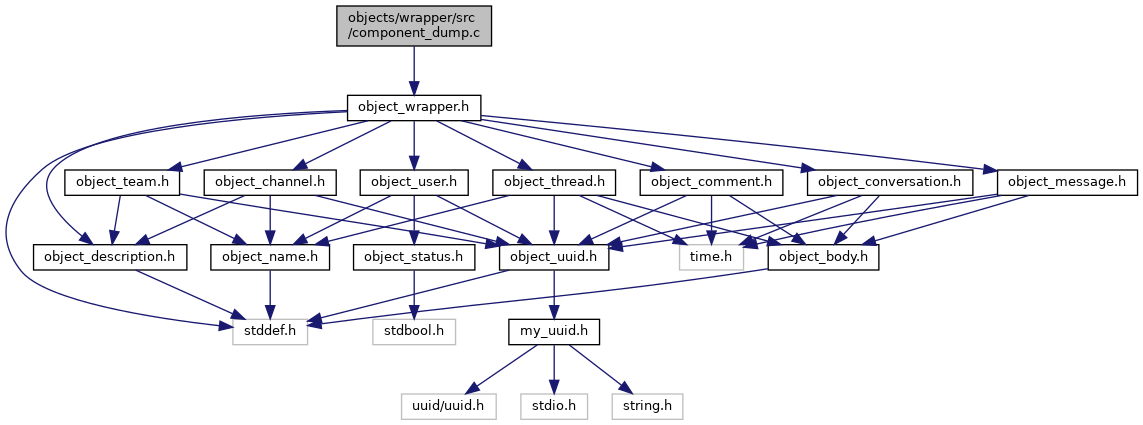 objects/wrapper/src
/component_dump.c
object_wrapper.h
object_team.h
object_channel.h
object_user.h
object_thread.h
object_comment.h
object_conversation.h
object_message.h
object_description.h
object_name.h
object_status.h
object_uuid.h
time.h
object_body.h
stddef.h
stdbool.h
my_uuid.h
uuid/uuid.h
stdio.h
string.h